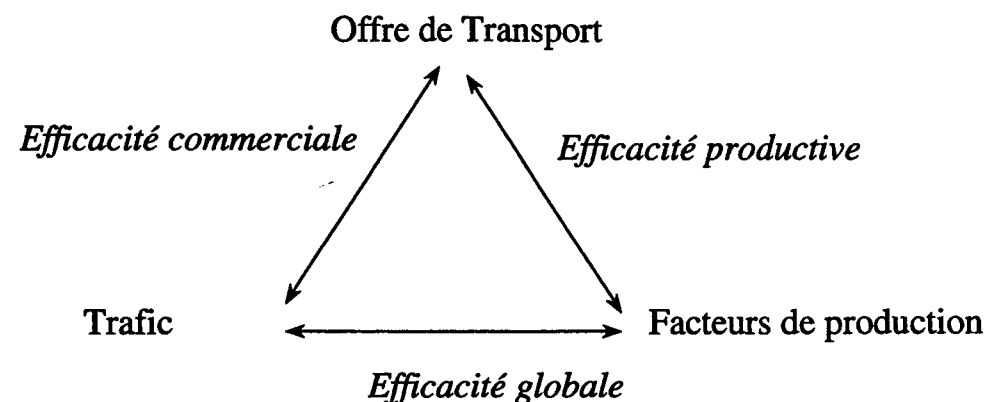 Offre de Transport
Efficacité commerciale
Efficacité productive
Trafic
Facteurs de production
Efficacité globale